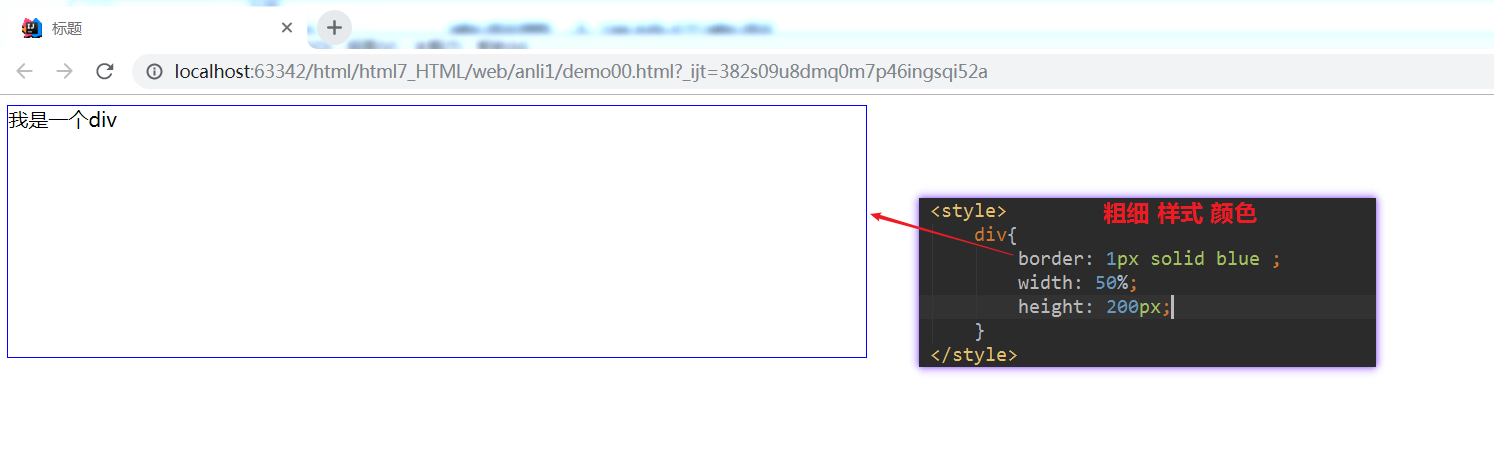 标题
localhost:63342/html/html7_HTML/web/anli1/demo00.html?_ijt=382s09u8dmq0m7p46ingsqi52a
我是一个div
<style>
粗细 样式 颜色
div{
border: 1px solid blue ;
width: 50%;
height: 200px;
}
</style>